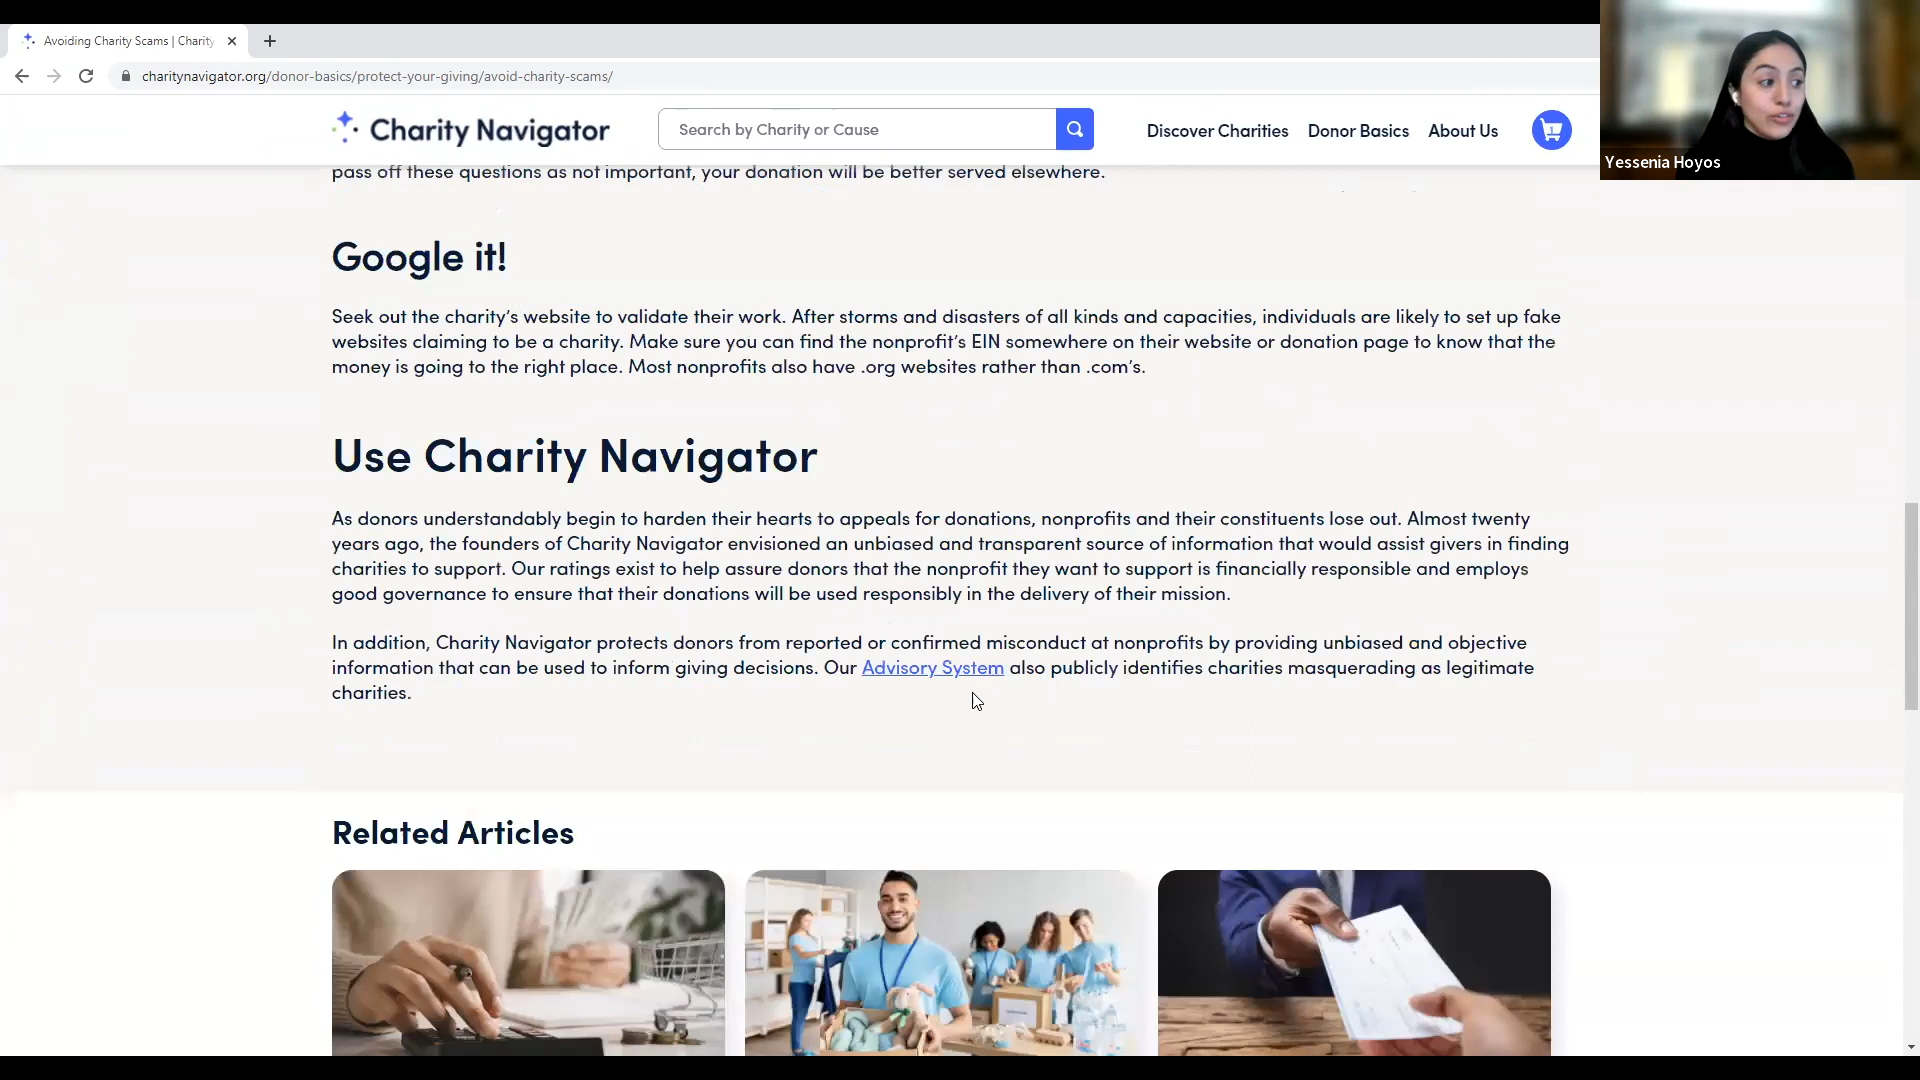 Avoiding Charity Scams | Charity
charitynavigator.org/donor-basics/protect-your-giving/avoid-charity-scams/
Charity Navigator
Search by Charity or Cause
Discover Charities
Donor Basics
About Us
1
Yessenia Hoyos
pass off these questions as not important, your donation will be better served elsewhere.
Google it!
Seek out the charity’s website to validate their work. After storms and disasters of all kinds and capacities, individuals are likely to set up fake
websites claiming to be a charity. Make sure you can find the nonprofit’s EIN somewhere on their website or donation page to know that the
money is going to the right place. Most nonprofits also have .org websites rather than .com’s.
Use Charity Navigator
As donors understandably begin to harden their hearts to appeals for donations, nonprofits and their constituents lose out. Almost twenty
years ago, the founders of Charity Navigator envisioned an unbiased and transparent source of information that would assist givers in finding
charities to support. Our ratings exist to help assure donors that the nonprofit they want to support is financially responsible and employs
good governance to ensure that their donations will be used responsibly in the delivery of their mission.
In addition, Charity Navigator protects donors from reported or confirmed misconduct at nonprofits by providing unbiased and objective
information that can be used to inform giving decisions. Our Advisory System also publicly identifies charities masquerading as legitimate
charities.
Related Articles